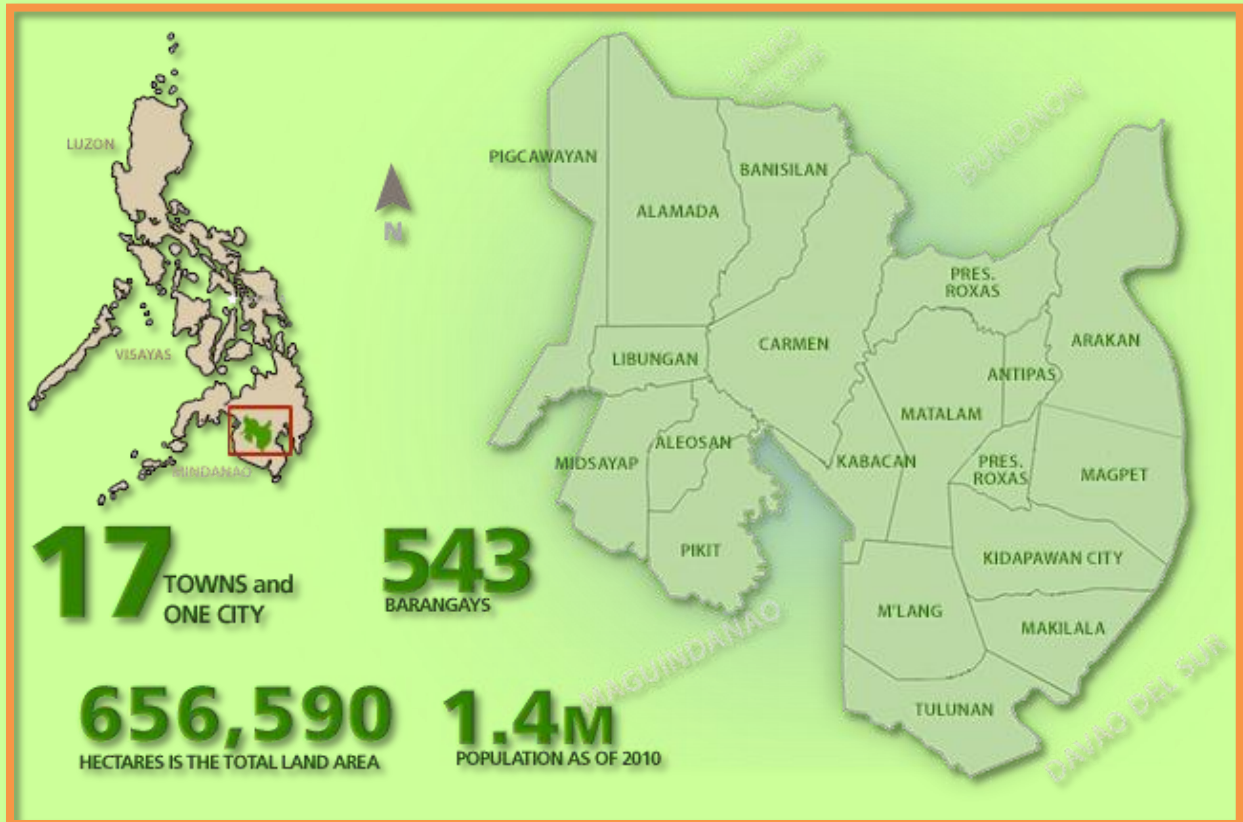 LUZON
VISAYAS
MINDANAO
N
17
TOWNS and
ONE CITY
543
BARANGAYS
656,590
HECTARES IS THE TOTAL LAND AREA
1.4M
POPULATION AS OF 2010
PIGCAWAYAN
ALAMADA
BANISILAN
LIBUNGAN
CARMEN
PRES.
ROXAS
ARAKAN
ANTIPAS
MATALAM
MIDSAYAP
ALEOSAN
KABACAN
PRES.
ROXAS
MAGPET
PIKIT
KIDAPAWAN CITY
M'LANG
MAKILALA
TULUNAN
MAGUINDANAO
DAVAO DEL SUR